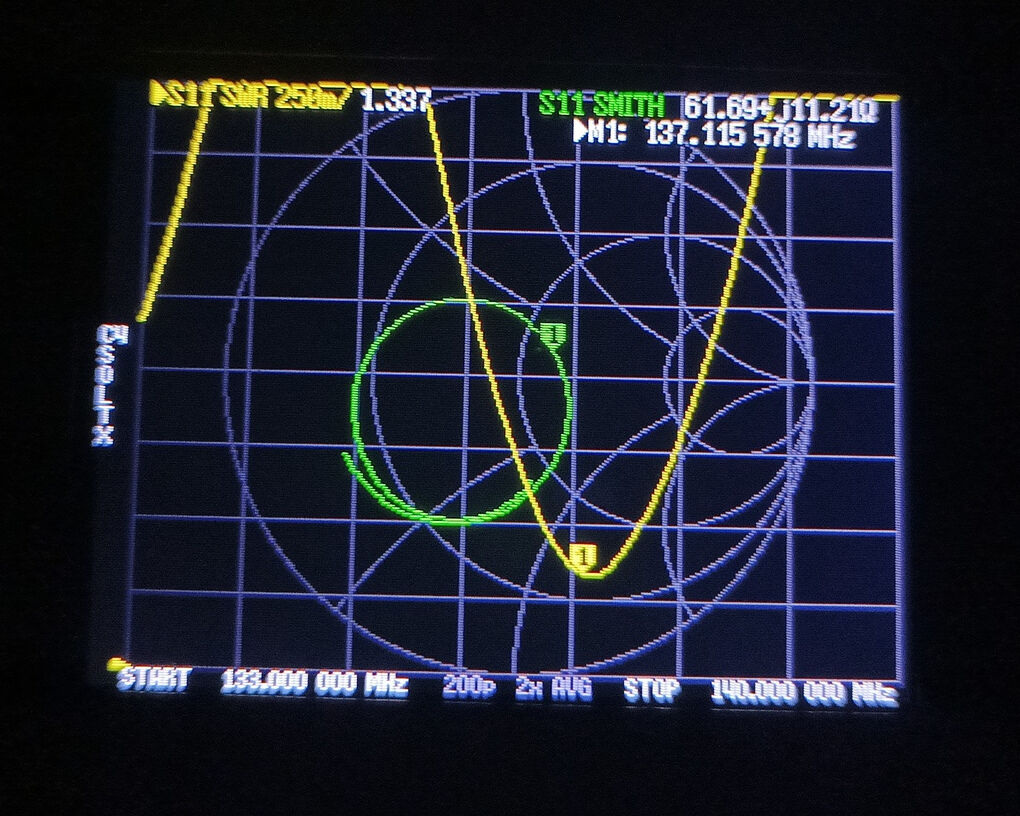 ▶S11 SWR 250m/ 1.337 S11 SMITH 61.69+j11.21Ω
▶M1: 137.115 578 MHz
1
1
START 133.000 000 MHz 200p 2x AVG STOP 140.000 000 MHz